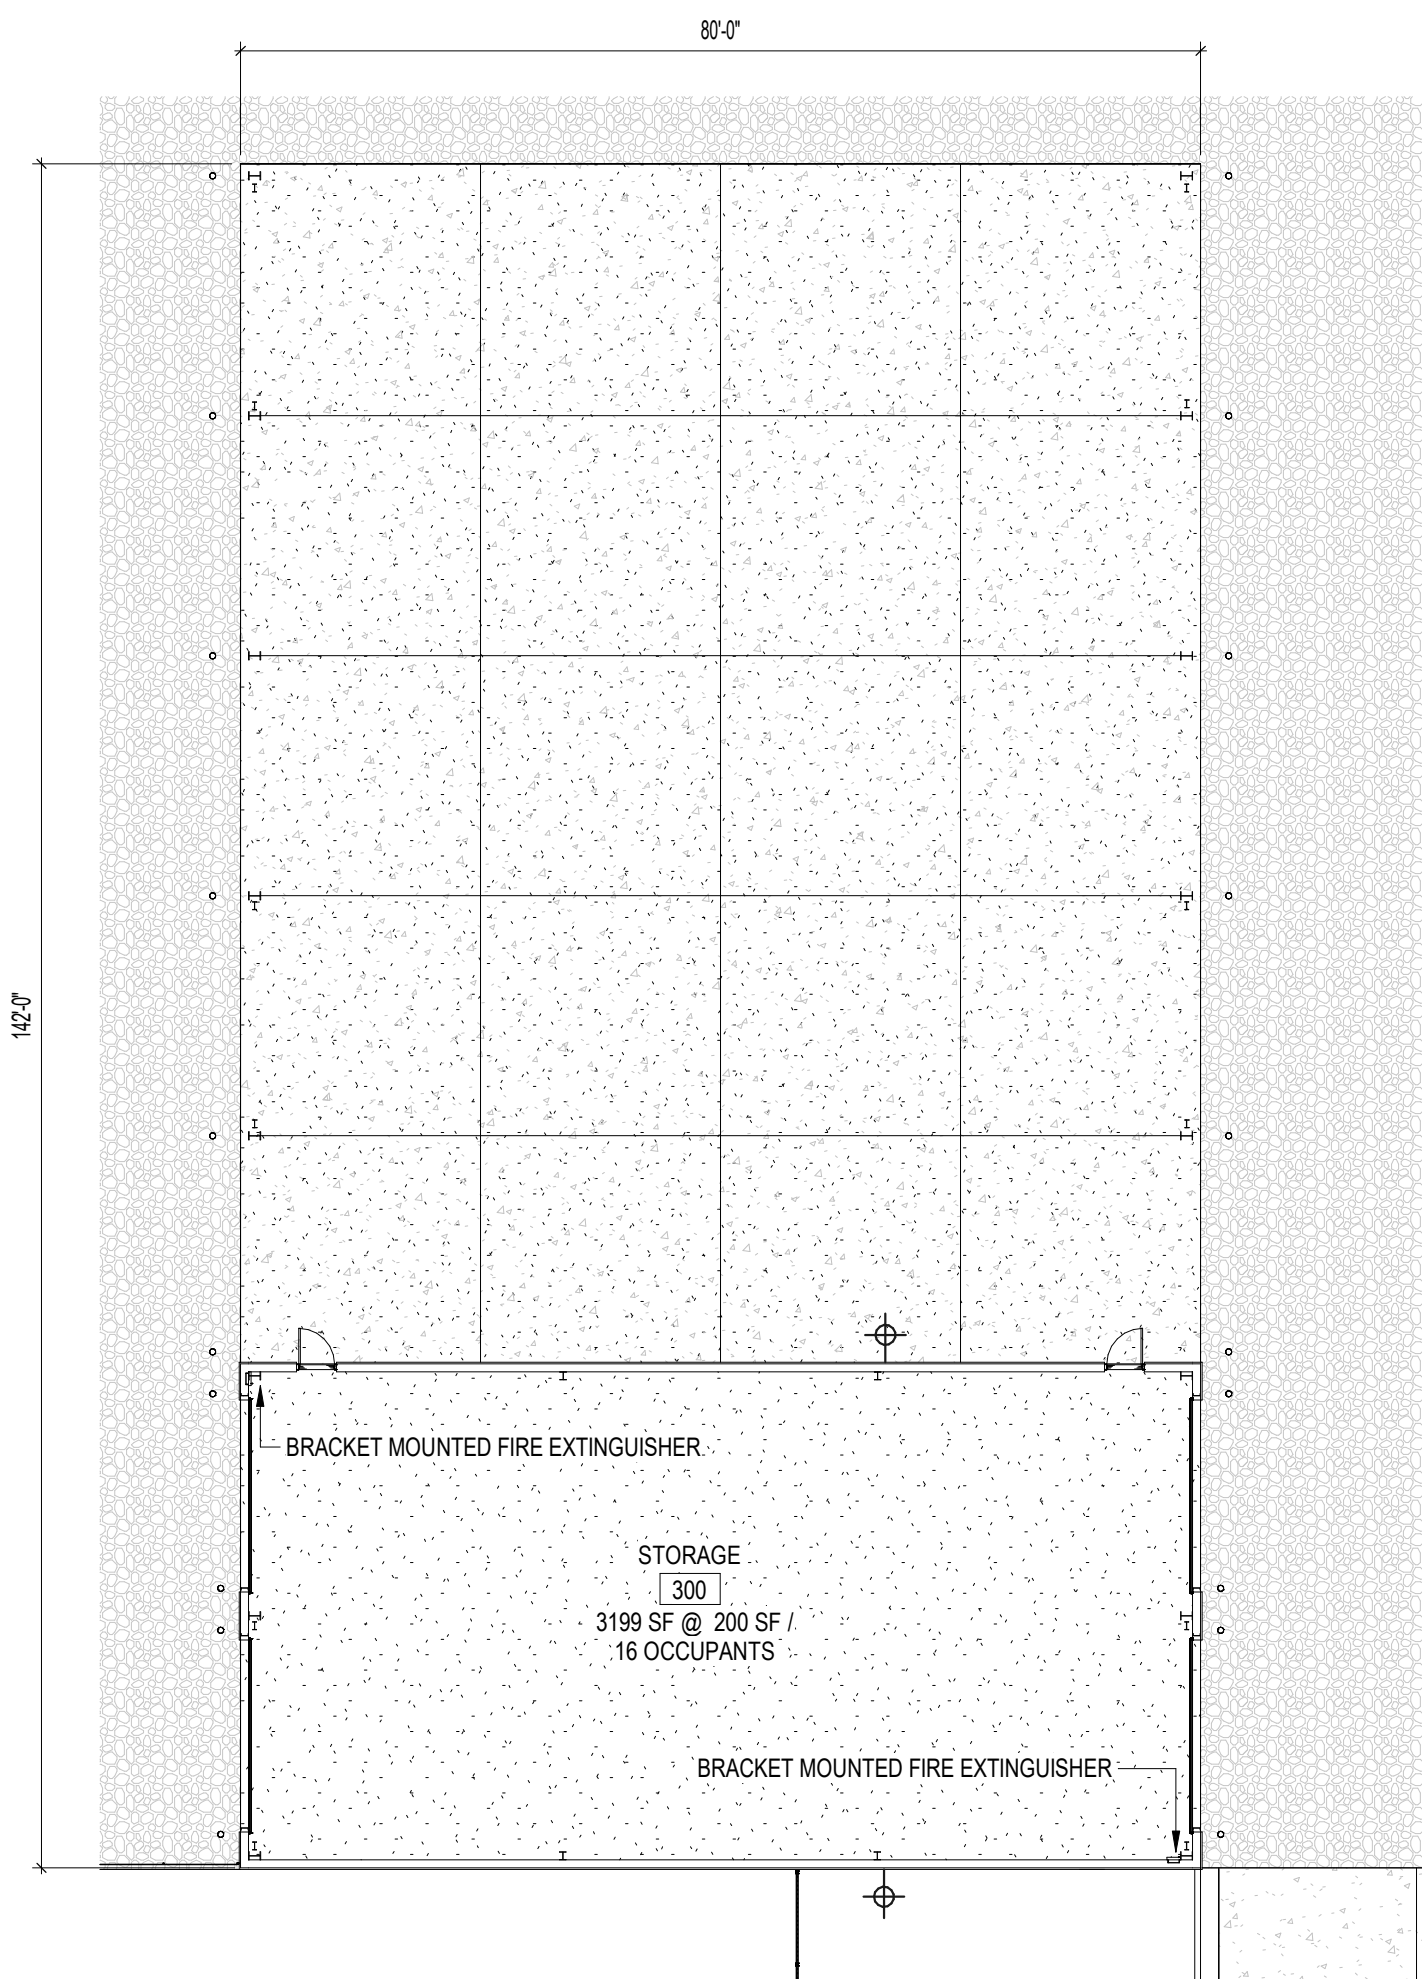 80'-0"
142'-0"
BRACKET MOUNTED FIRE EXTINGUISHER
STORAGE
300
3199 SF @ 200 SF /
16 OCCUPANTS
BRACKET MOUNTED FIRE EXTINGUISHER